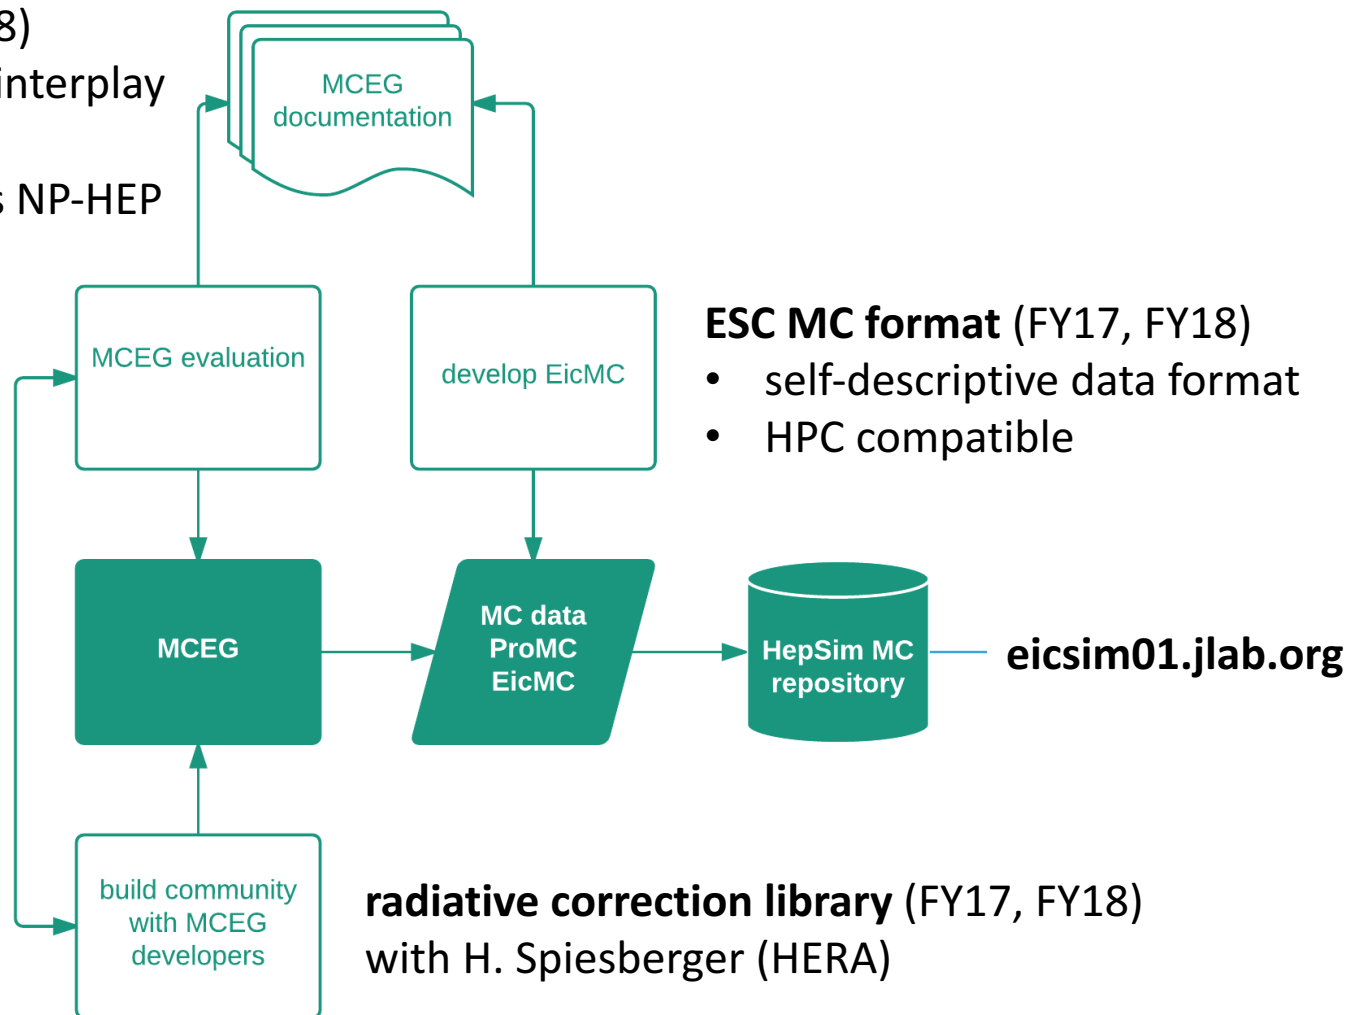 8)
interplay
s NP-HEP
MCEG
documentation
MCEG evaluation
develop EicMC
ESC MC format (FY17, FY18)
• self-descriptive data format
• HPC compatible
MCEG
MC data
ProMC
EicMC
HepSim MC
repository
eicsim01.jlab.org
build community
with MCEG
developers
radiative correction library (FY17, FY18)
with H. Spiesberger (HERA)